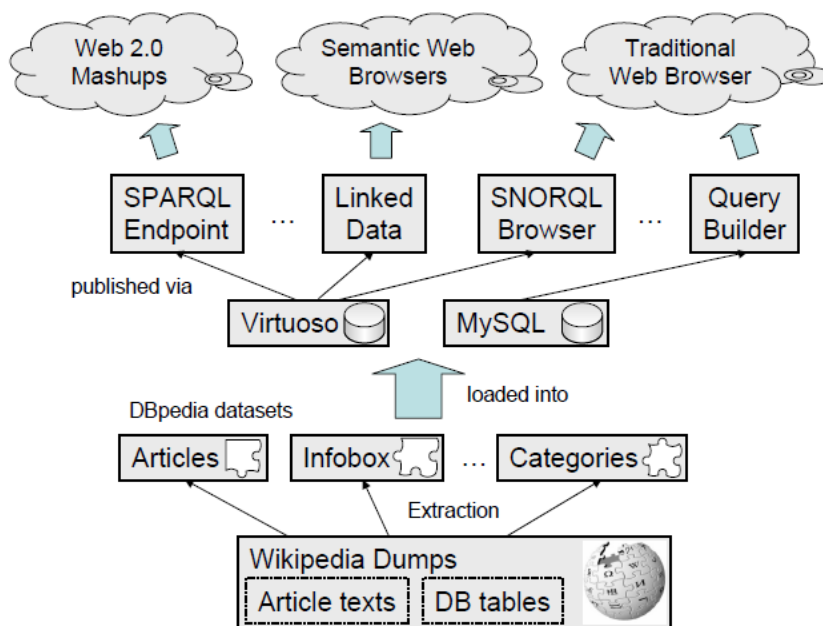 Web 2.0
Mashups
Semantic Web
Browsers
Traditional
Web Browser
SPARQL
Endpoint
...
Linked
Data
SNORQL
Browser
...
Query
Builder
published via
Virtuoso
MySQL
loaded into
DBpedia datasets
Articles
Infobox
...
Categories
Extraction
Wikipedia Dumps
Article texts
DB tables